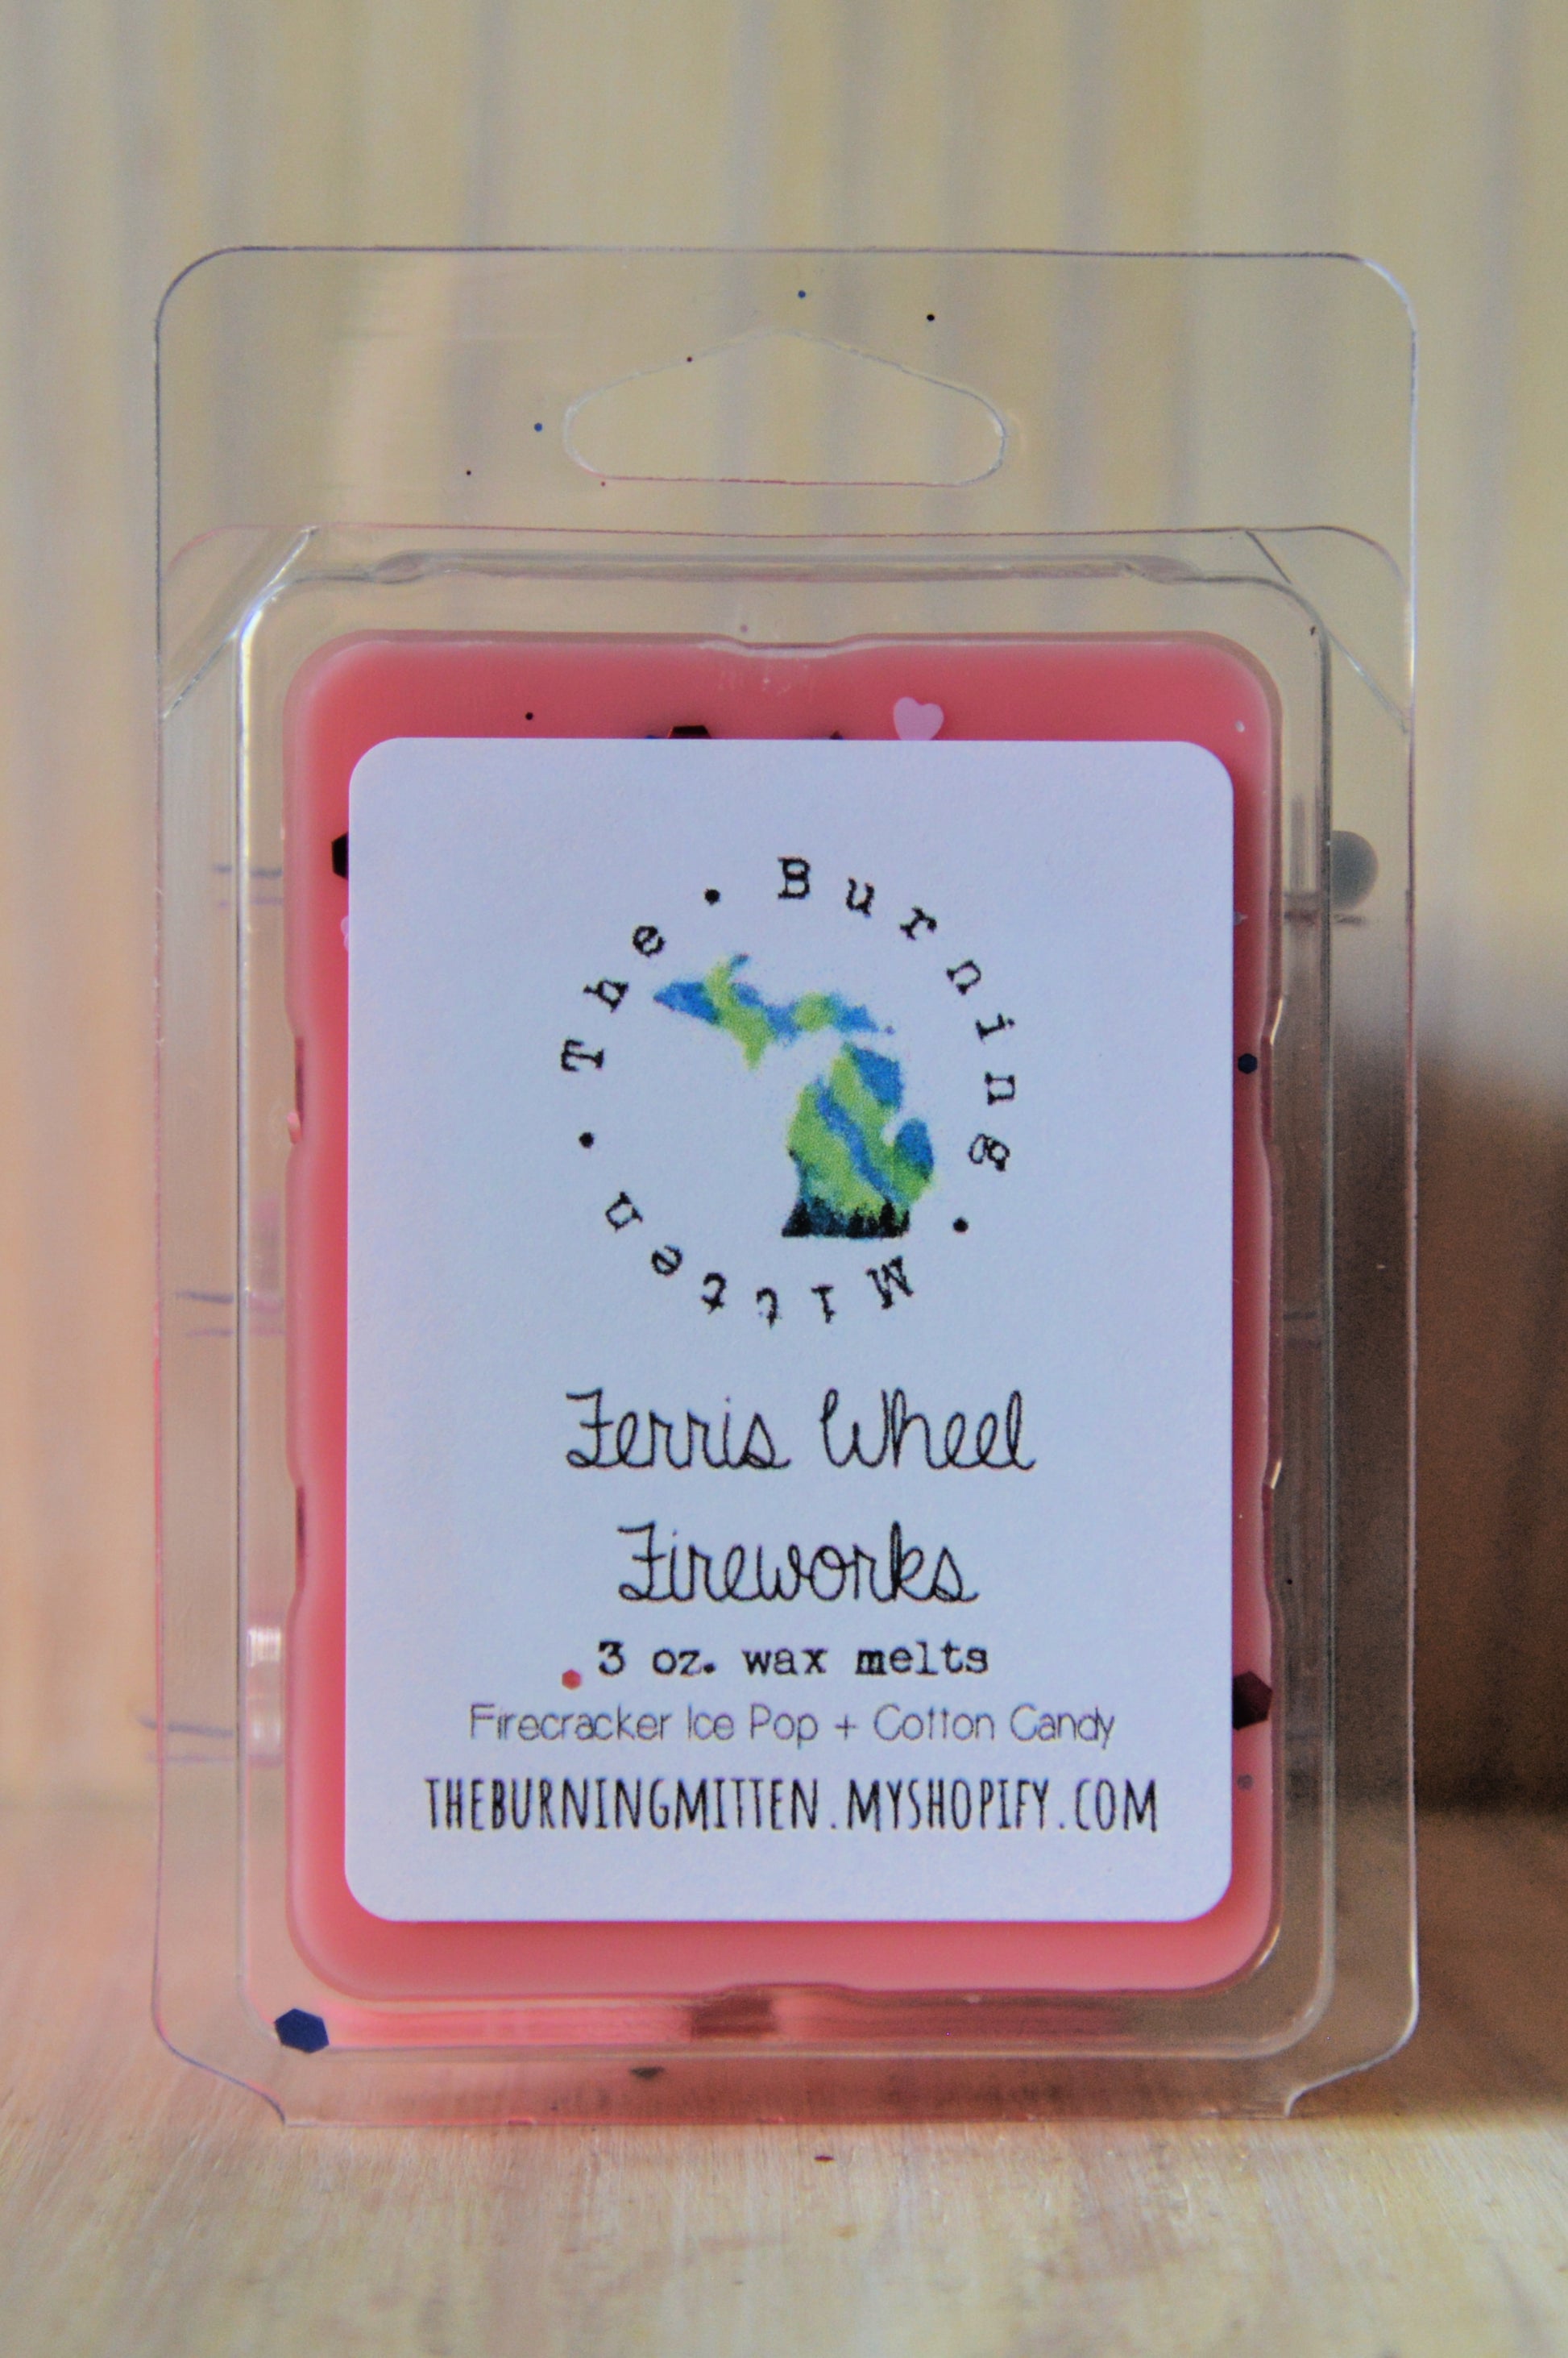 The • Burning • Mitten •
Ferris Wheel
Fireworks
3 oz. wax melts
Firecracker Ice Pop + Cotton Candy
THEBURNINGMITTEN.MYSHOPIFY.COM